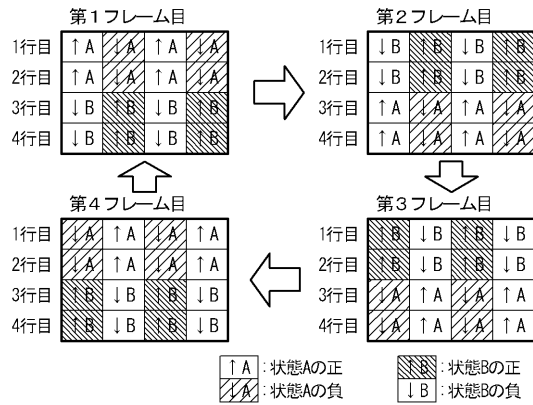 第1フレーム目
1行目 ↑A ↓A ↑A ↓A
2行目 ↑A ↓A ↑A ↓A
3行目 ↓B ↑B ↓B ↑B
4行目 ↓B ↑B ↓B ↑B
第2フレーム目
1行目 ↓B ↑B ↓B ↑B
2行目 ↓B ↑B ↓B ↑B
3行目 ↑A ↓A ↑A ↓A
4行目 ↑A ↓A ↑A ↓A
第4フレーム目
1行目 ↓A ↑A ↓A ↑A
2行目 ↓A ↑A ↓A ↑A
3行目 ↑B ↓B ↑B ↓B
4行目 ↑B ↓B ↑B ↓B
第3フレーム目
1行目 ↑B ↓B ↑B ↓B
2行目 ↑B ↓B ↑B ↓B
3行目 ↓A ↑A ↓A ↑A
4行目 ↓A ↑A ↓A ↑A
↑A :状態Aの正
↓A :状態Aの負
↑B :状態Bの正
↓B :状態Bの負